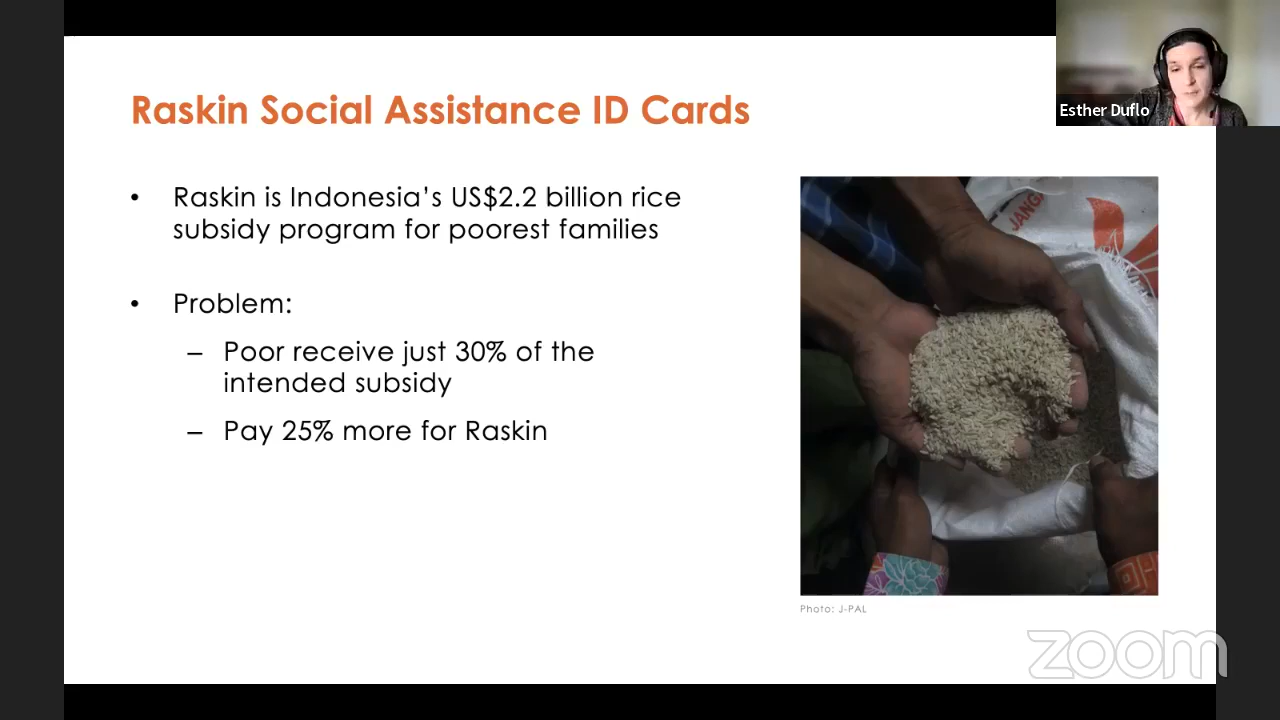 Raskin Social Assistance ID Cards
Esther Duflo
• Raskin is Indonesia’s US$2.2 billion rice
subsidy program for poorest families
• Problem:
– Poor receive just 30% of the
intended subsidy
– Pay 25% more for Raskin
JANG
Photo: J-PAL
zoom